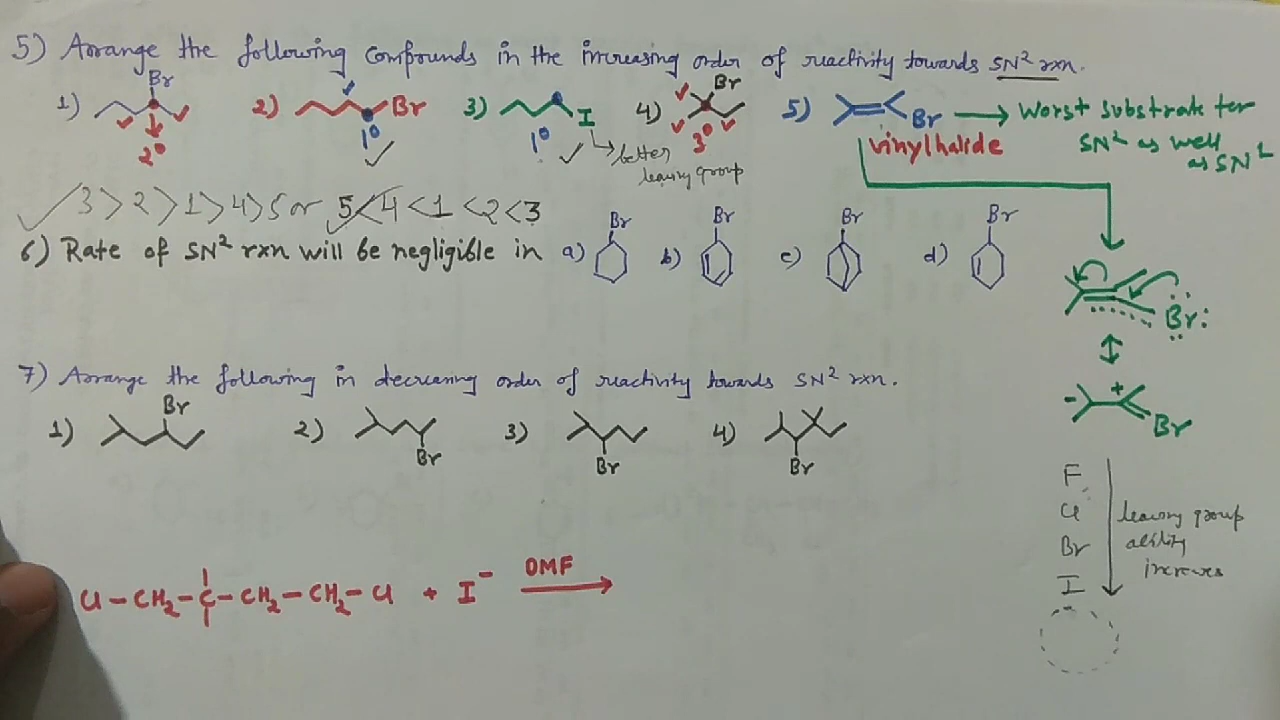 5) Arrange the following compounds in the increasing order of reactivity towards SN² rxn.
1) Br 2° 2) Br 1° 3) I 1° 4) Br 3° 5) Br → Worst substrate for
better leaving group
vinylhalide
SN² as well
as SN¹
3 > 2 > 1 > 4 > 5 or 5 < 4 < 1 < 2 < 3
6) Rate of SN² rxn will be negligible in a) Br b) Br c) Br d) Br
Br:
+
- Br
7) Arrange the following in decreasing order of reactivity towards SN² rxn.
1) Br 2) Br 3) Br 4) Br
F
Cl
Br
I
leaving group
ability
increases
Cl - CH₂ - C - CH₂ - CH₂ - Cl + I⁻ DMF →